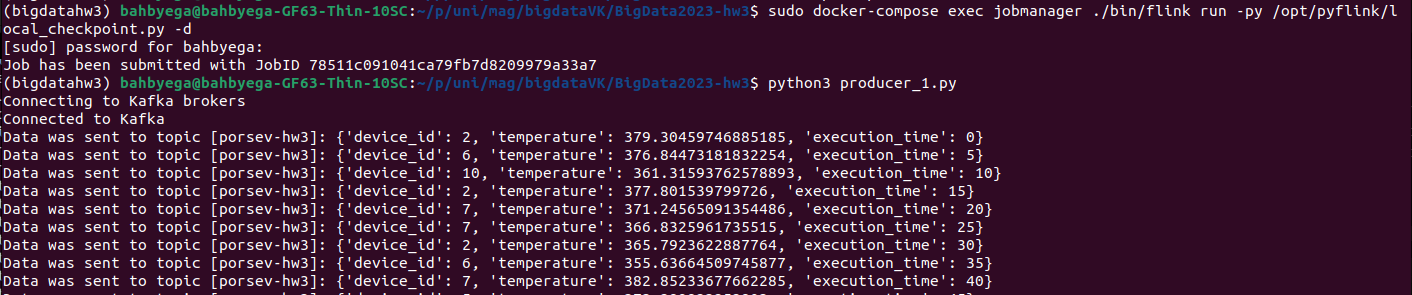 (bigdatahw3) bahbyega@bahbyega-GF63-Thin-10SC:~/p/uni/mag/bigdataVK/BigData2023-hw3$ sudo docker-compose exec jobmanager ./bin/flink run -py /opt/pyflink/l
ocal_checkpoint.py -d
[sudo] password for bahbyega:
Job has been submitted with JobID 78511c091041ca79fb7d8209979a33a7
(bigdatahw3) bahbyega@bahbyega-GF63-Thin-10SC:~/p/uni/mag/bigdataVK/BigData2023-hw3$ python3 producer_1.py
Connecting to Kafka brokers
Connected to Kafka
Data was sent to topic [porsev-hw3]: {'device_id': 2, 'temperature': 379.30459746885185, 'execution_time': 0}
Data was sent to topic [porsev-hw3]: {'device_id': 6, 'temperature': 376.84473181832254, 'execution_time': 5}
Data was sent to topic [porsev-hw3]: {'device_id': 10, 'temperature': 361.31593762578893, 'execution_time': 10}
Data was sent to topic [porsev-hw3]: {'device_id': 2, 'temperature': 377.801539799726, 'execution_time': 15}
Data was sent to topic [porsev-hw3]: {'device_id': 7, 'temperature': 371.24565091354486, 'execution_time': 20}
Data was sent to topic [porsev-hw3]: {'device_id': 7, 'temperature': 366.8325961735515, 'execution_time': 25}
Data was sent to topic [porsev-hw3]: {'device_id': 2, 'temperature': 365.7923622887764, 'execution_time': 30}
Data was sent to topic [porsev-hw3]: {'device_id': 6, 'temperature': 355.63664509745877, 'execution_time': 35}
Data was sent to topic [porsev-hw3]: {'device_id': 7, 'temperature': 382.85233677662285, 'execution_time': 40}